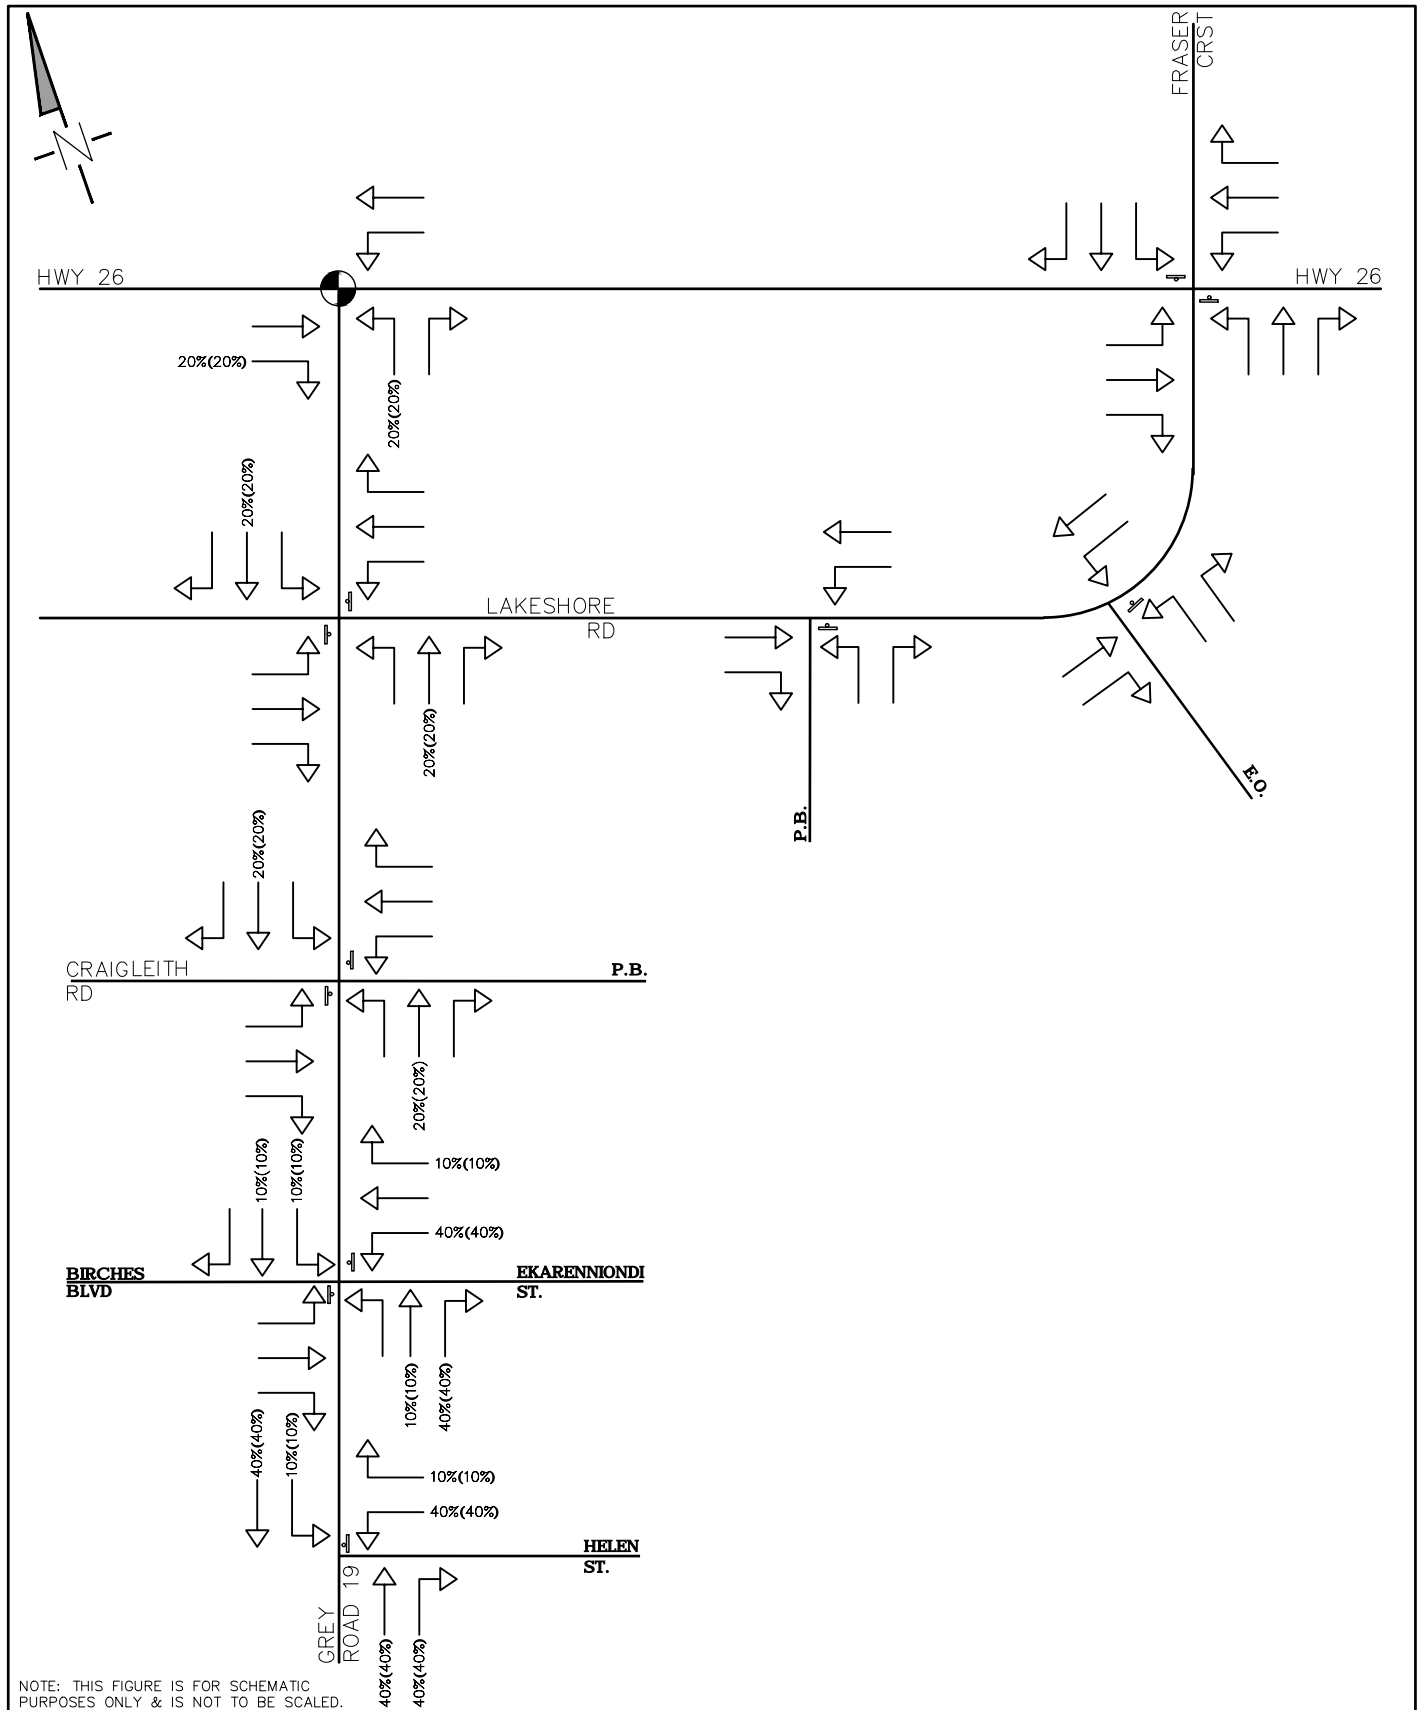 FRASER
CRST
N
HWY 26
HWY 26
20%(20%)
20%(20%)
20%(20%)
LAKESHORE
RD
20%(20%)
E.O.
P.B.
20%(20%)
CRAIGLEITH
RD
P.B.
20%(20%)
10%(10%)
10%(10%)
10%(10%)
40%(40%)
BIRCHES
BLVD
EKARENNIONDI
ST.
10%(10%)
40%(40%)
40%(40%)
10%(10%)
10%(10%)
40%(40%)
HELEN
ST.
GREY
ROAD 19
40%(40%)
40%(40%)
NOTE: THIS FIGURE IS FOR SCHEMATIC
PURPOSES ONLY & IS NOT TO BE SCALED.